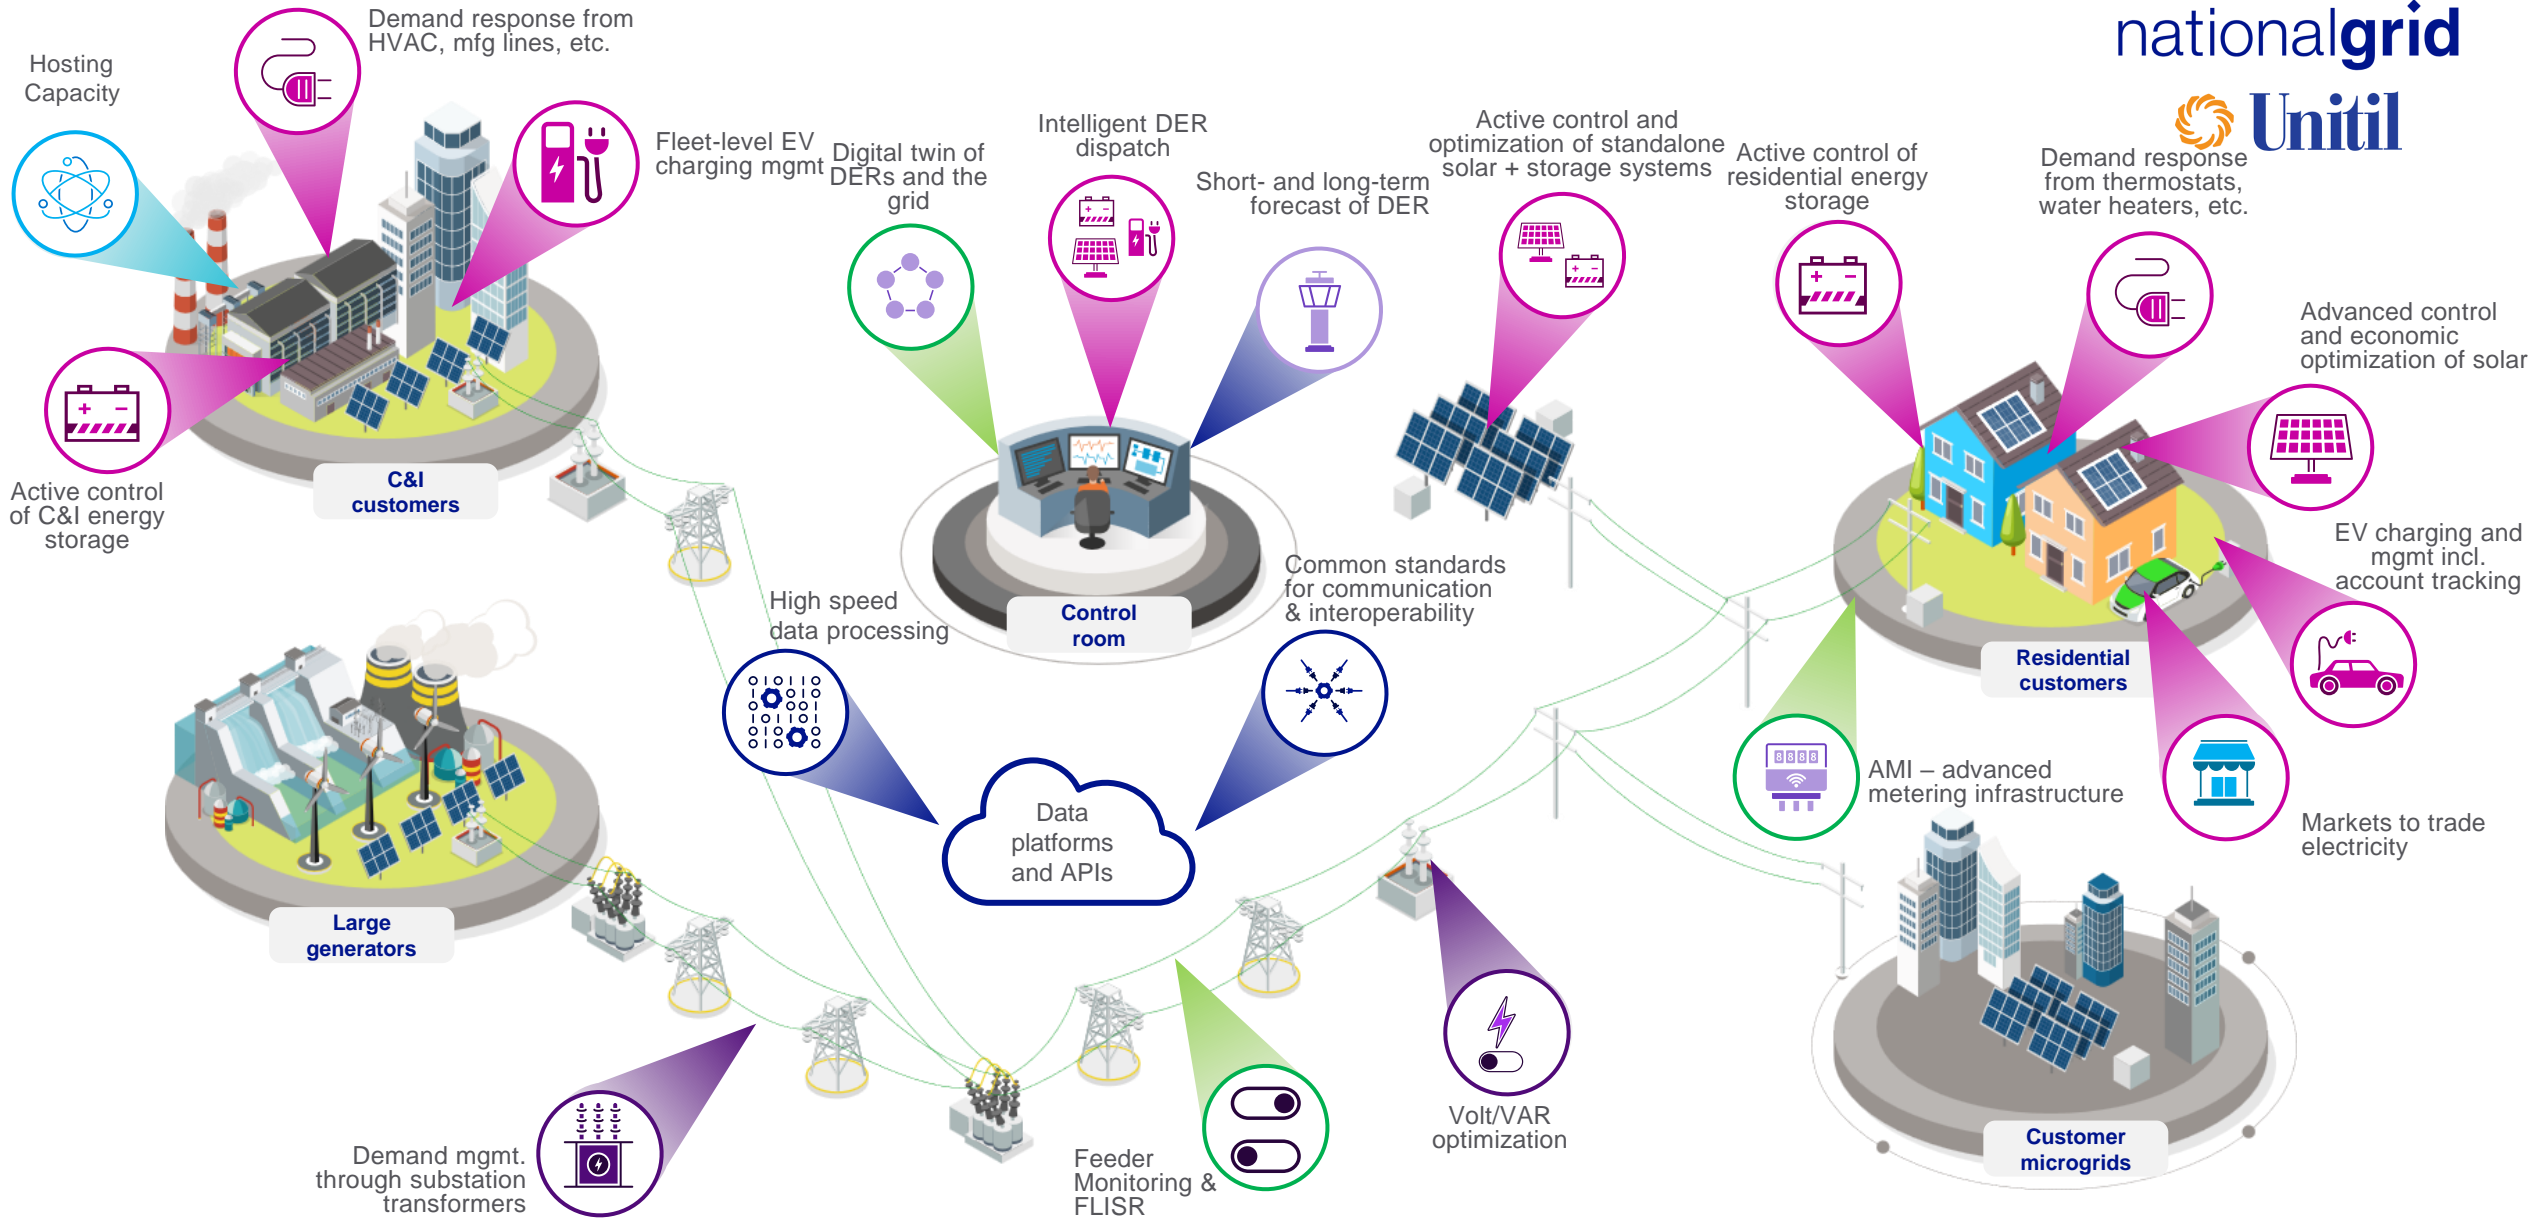 Demand response from
HVAC, mfg lines, etc.
nationalgrid
Unitil
Hosting
Capacity
Fleet-level EV
charging mgmt
Digital twin of
DERs and the
grid
Intelligent DER
dispatch
Short- and long-term
forecast of DER
Active control and
optimization of standalone
solar + storage systems
Active control of
residential energy
storage
Demand response
from thermostats,
water heaters, etc.
Advanced control
and economic
optimization of solar
C&I
customers
Active control
of C&I energy
storage
EV charging and
mgmt incl.
account tracking
High speed
data processing
Control
room
Common standards
for communication
& interoperability
Residential
customers
Data
platforms
and APIs
8888
AMI – advanced
metering infrastructure
Markets to trade
electricity
Large
generators
Demand mgmt.
through substation
transformers
Feeder
Monitoring &
FLISR
Volt/VAR
optimization
Customer
microgrids